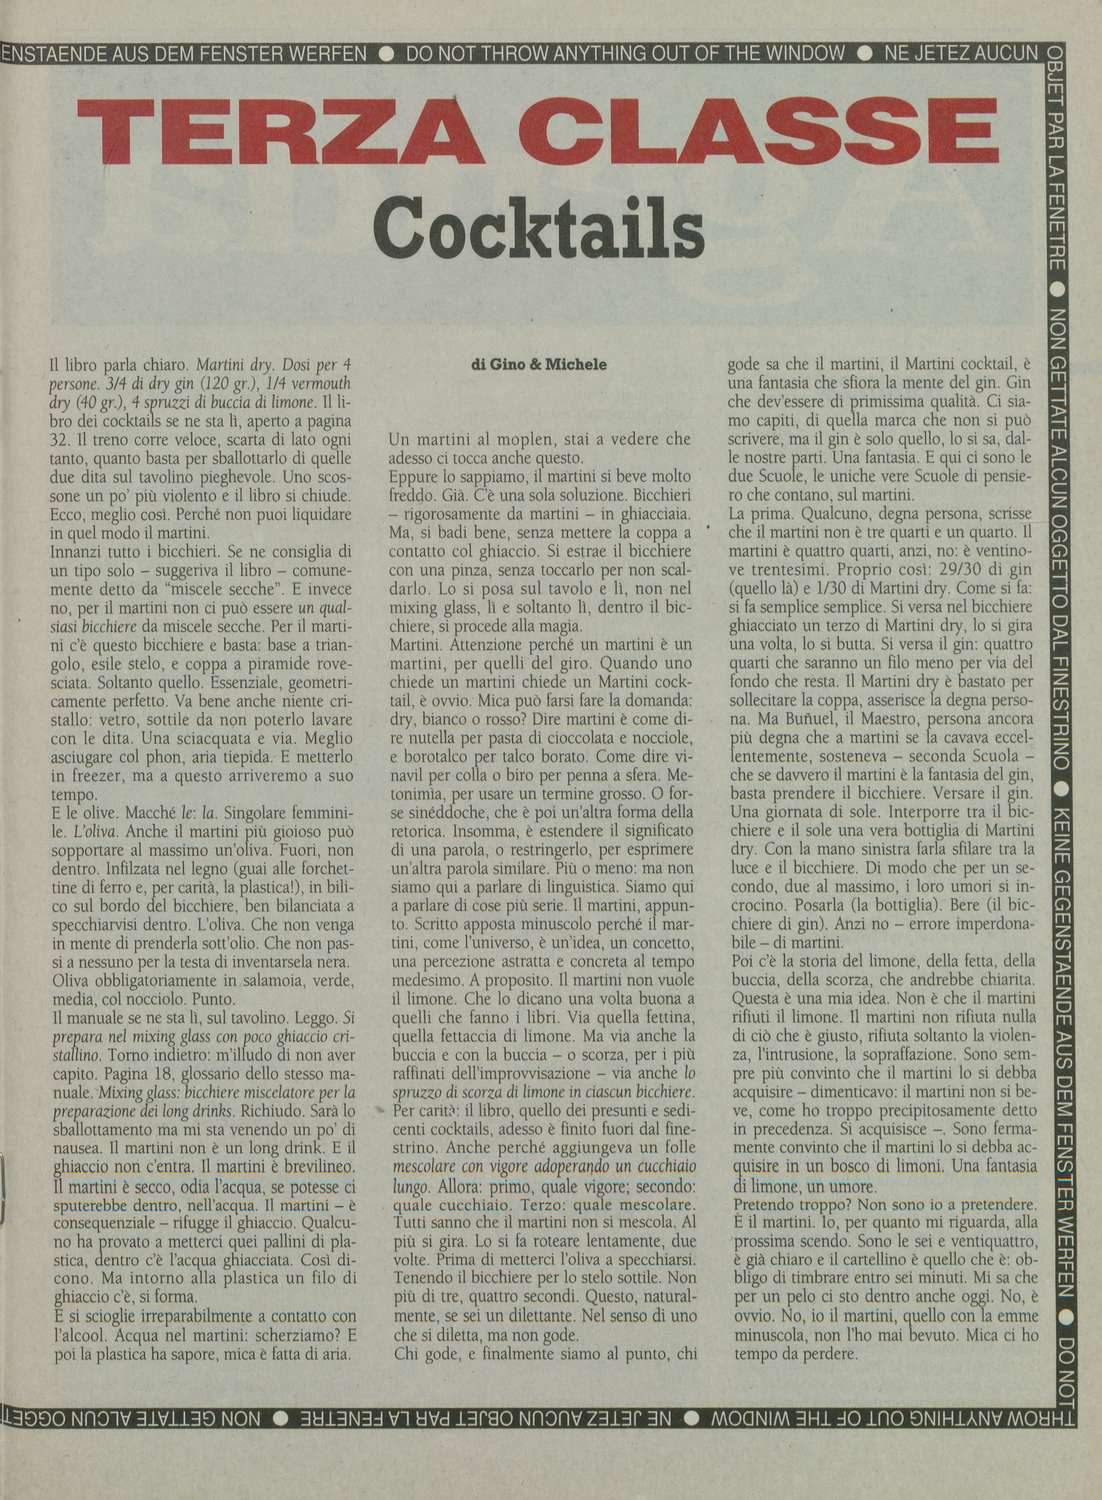 ENSTAENDE AUS DEM FENSTER WERFEN ● DO NOT THROW ANYTHING OUT OF THE WINDOW ● NE JETEZ AUCUN
OBJET PAR LA FENETRE ● NON GETTATE ALCUN OGGETTO DAL FINESTRINO ● KEINE GEGENSTAENDE AUS DEM FENSTER WERFEN ● DO NOT
THROW ANYTHING OUT OF THE WINDOW ● NE JETEZ AUCUN OBJET PAR LA FENETRE ● NON GETTATE ALCUN OGGETT
TERZA CLASSE
Cocktails
di Gino & Michele
Il libro parla chiaro. Martini dry. Dosi per 4
persone. 3/4 di dry gin (120 gr.), 1/4 vermouth
dry (40 gr.), 4 spruzzi di buccia di limone. Il li-
bro dei cocktails se ne sta lì, aperto a pagina
32. Il treno corre veloce, scarta di lato ogni
tanto, quanto basta per sballottarlo di quelle
due dita sul tavolino pieghevole. Uno scos-
sone un po' più violento e il libro si chiude.
Ecco, meglio così. Perché non puoi liquidare
in quel modo il martini.
Innanzi tutto i bicchieri. Se ne consiglia di
un tipo solo – suggeriva il libro – comune-
mente detto da “miscele secche”. E invece
no, per il martini non ci può essere un qual-
siasi bicchiere da miscele secche. Per il marti-
ni c'è questo bicchiere e basta: base a trian-
golo, esile stelo, e coppa a piramide rove-
sciata. Soltanto quello. Essenziale, geometri-
camente perfetto. Va bene anche niente cri-
stallo: vetro, sottile da non poterlo lavare
con le dita. Una sciacquata e via. Meglio
asciugare col phon, aria tiepida. E metterlo
in freezer, ma a questo arriveremo a suo
tempo.
E le olive. Macché le: la. Singolare femmini-
le. L'oliva. Anche il martini più gioioso può
sopportare al massimo un'oliva. Fuori, non
dentro. Infilzata nel legno (guai alle forchet-
tine di ferro e, per carità, la plastica!), in bili-
co sul bordo del bicchiere, ben bilanciata a
specchiarvisi dentro. L'oliva. Che non venga
in mente di prenderla sott'olio. Che non pas-
si a nessuno per la testa di inventarsela nera.
Oliva obbligatoriamente in salamoia, verde,
media, col nocciolo. Punto.
Il manuale se ne sta lì, sul tavolino. Leggo. Si
prepara nel mixing glass con poco ghiaccio cri-
stallino. Torno indietro: m'illudo di non aver
capito. Pagina 18, glossario dello stesso ma-
nuale. Mixing glass: bicchiere miscelatore per la
preparazione dei long drinks. Richiudo. Sarà lo
sballottamento ma mi sta venendo un po' di
nausea. Il martini non è un long drink. E il
ghiaccio non c'entra. Il martini è brevilineo.
Il martini è secco, odia l'acqua, se potesse ci
sputerebbe dentro, nell'acqua. Il martini – è
consequenziale – rifugge il ghiaccio. Qualcu-
no ha provato a metterci quei pallini di pla-
stica, dentro c'è l'acqua ghiacciata. Così di-
cono. Ma intorno alla plastica un filo di
ghiaccio c'è, si forma.
E si scioglie irreparabilmente a contatto con
l'alcool. Acqua nel martini: scherziamo? E
poi la plastica ha sapore, mica è fatta di aria.
Un martini al moplen, stai a vedere che
adesso ci tocca anche questo.
Eppure lo sappiamo, il martini si beve molto
freddo. Già. C'è una sola soluzione. Bicchieri
– rigorosamente da martini – in ghiacciaia.
Ma, si badi bene, senza mettere la coppa a
contatto col ghiaccio. Si estrae il bicchiere
con una pinza, senza toccarlo per non scal-
darlo. Lo si posa sul tavolo e lì, non nel
mixing glass, lì e soltanto lì, dentro il bic-
chiere, si procede alla magia.
Martini. Attenzione perché un martini è un
martini, per quelli del giro. Quando uno
chiede un martini chiede un Martini cock-
tail, è ovvio. Mica può farsi fare la domanda:
dry, bianco o rosso? Dire martini è come di-
re nutella per pasta di cioccolata e nocciole,
e borotalco per talco borato. Come dire vi-
navil per colla o biro per penna a sfera. Me-
tonimia, per usare un termine grosso. O for-
se sinéddoche, che è poi un'altra forma della
retorica. Insomma, è estendere il significato
di una parola, o restringerlo, per esprimere
un'altra parola similare. Più o meno: ma non
siamo qui a parlare di linguistica. Siamo qui
a parlare di cose più serie. Il martini, appun-
to. Scritto apposta minuscolo perché il mar-
tini, come l'universo, è un'idea, un concetto,
una percezione astratta e concreta al tempo
medesimo. A proposito. Il martini non vuole
il limone. Che lo dicano una volta buona a
quelli che fanno i libri. Via quella fettina,
quella fettaccia di limone. Ma via anche la
buccia e con la buccia – o scorza, per i più
raffinati dell'improvvisazione – via anche lo
spruzzo di scorza di limone in ciascun bicchiere.
Per carità: il libro, quello dei presunti e sedi-
centi cocktails, adesso è finito fuori dal fine-
strino. Anche perché aggiungeva un folle
mescolare con vigore adoperando un cucchiaio
lungo. Allora: primo, quale vigore; secondo:
quale cucchaio. Terzo: quale mescolare.
Tutti sanno che il martini non si mescola. Al
più si gira. Lo si fa roteare lentamente, due
volte. Prima di metterci l'oliva a specchiarsi.
Tenendo il bicchiere per lo stelo sottile. Non
più di tre, quattro secondi. Questo, natural-
mente, se sei un dilettante. Nel senso di uno
che si diletta, ma non gode.
Chi gode, e finalmente siamo al punto, chi
gode sa che il martini, il Martini cocktail, è
una fantasia che sfiora la mente del gin. Gin
che dev'essere di primissima qualità. Ci sia-
mo capiti, di quella marca che non si può
scrivere, ma il gin è solo quello, lo si sa, dal-
le nostre parti. Una fantasia. E qui ci sono le
due Scuole, le uniche vere Scuole di pensie-
ro che contano, sul martini.
La prima. Qualcuno, degna persona, scrisse
che il martini non è tre quarti e un quarto. Il
martini è quattro quarti, anzi, no: è ventino-
ve trentesimi. Proprio così: 29/30 di gin
(quello là) e 1/30 di Martini dry. Come si fa:
si fa semplice semplice. Si versa nel bicchiere
ghiacciato un terzo di Martini dry, lo si gira
una volta, lo si butta. Si versa il gin: quattro
quarti che saranno un filo meno per via del
fondo che resta. Il Martini dry è bastato per
sollecitare la coppa, asserisce la degna perso-
na. Ma Buñuel, il Maestro, persona ancora
più degna che a martini se la cavava eccel-
lentemente, sosteneva – seconda Scuola –
che se davvero il martini è la fantasia del gin,
basta prendere il bicchiere. Versare il gin.
Una giornata di sole. Interporre tra il bic-
chiere e il sole una vera bottiglia di Martini
dry. Con la mano sinistra farla sfilare tra la
luce e il bicchiere. Di modo che per un se-
condo, due al massimo, i loro umori si in-
crocino. Posarla (la bottiglia). Bere (il bic-
chiere di gin). Anzi no – errore imperdona-
bile – di martini.
Poi c'è la storia del limone, della fetta, della
buccia, della scorza, che andrebbe chiarita.
Questa è una mia idea. Non è che il martini
rifiuti il limone. Il martini non rifiuta nulla
di ciò che è giusto, rifiuta soltanto la violen-
za, l'intrusione, la sopraffazione. Sono sem-
pre più convinto che il martini lo si debba
acquisire – dimenticavo: il martini non si be-
ve, come ho troppo precipitosamente detto
in precedenza. Si acquisisce –. Sono ferma-
mente convinto che il martini lo si debba ac-
quisire in un bosco di limoni. Una fantasia
di limone, un umore.
Pretendo troppo? Non sono io a pretendere.
È il martini. Io, per quanto mi riguarda, alla
prossima scendo. Sono le sei e ventiquattro,
è già chiaro e il cartellino è quello che è: ob-
bligo di timbrare entro sei minuti. Mi sa che
per un pelo ci sto dentro anche oggi. No, è
ovvio. No, io il martini, quello con la emme
minuscola, non l'ho mai bevuto. Mica ci ho
tempo da perdere.